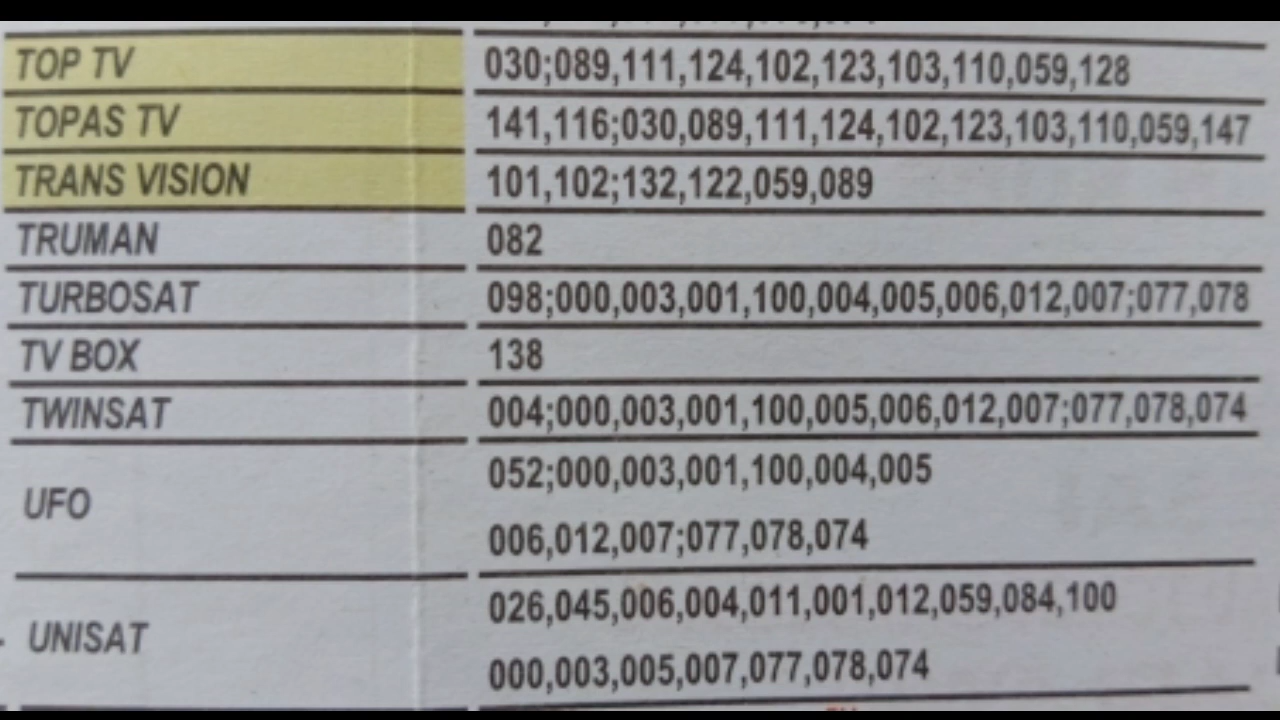 TOP TV 030;089,111,124,102,123,103,110,059,128
TOPAS TV 141,116;030,089,111,124,102,123,103,110,059,147
TRANS VISION 101,102;132,122,059,089
TRUMAN 082
TURBOSAT 098;000,003,001,100,004,005,006,012,007;077,078
TV BOX 138
TWINSAT 004;000,003,001,100,005,006,012,007;077,078,074
UFO 052;000,003,001,100,004,005
006,012,007;077,078,074
UNISAT 026,045,006,004,011,001,012,059,084,100
000,003,005,007,077,078,074